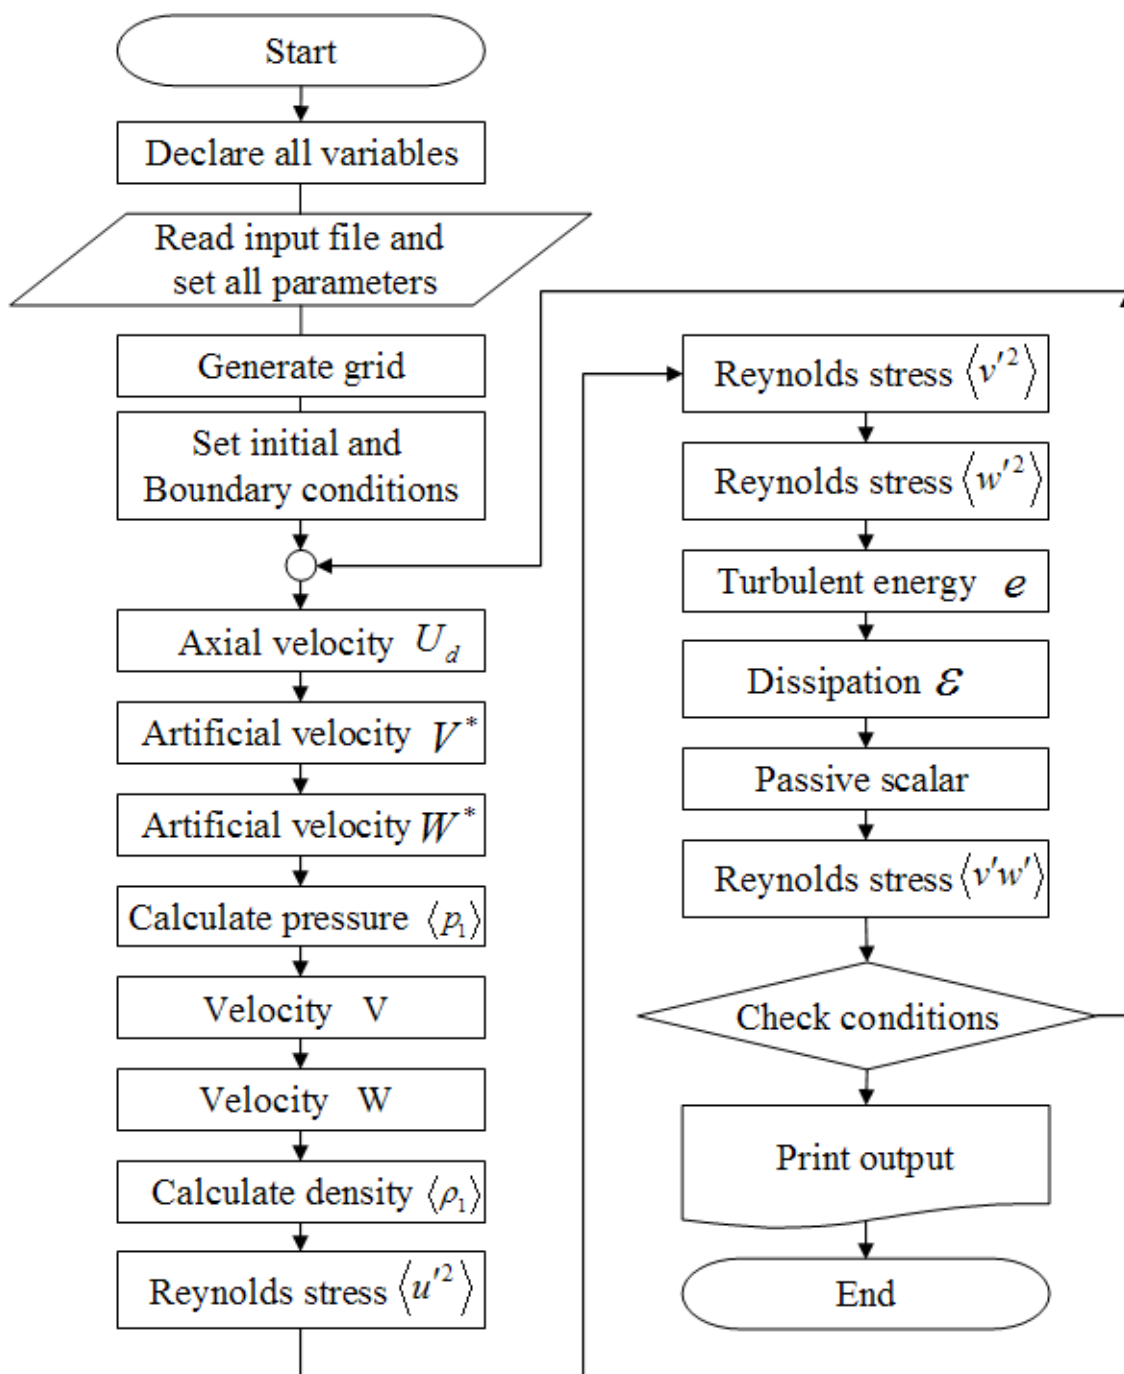 Start
Declare all variables
Read input file and
set all parameters
Generate grid
Set initial and
Boundary conditions
Axial velocity U_d
Artificial velocity V*
Artificial velocity W*
Calculate pressure ⟨p₁⟩
Velocity V
Velocity W
Calculate density ⟨ρ₁⟩
Reynolds stress ⟨u′²⟩
Reynolds stress ⟨v′²⟩
Reynolds stress ⟨w′²⟩
Turbulent energy e
Dissipation ε
Passive scalar
Reynolds stress ⟨v′w′⟩
Check conditions
Print output
End